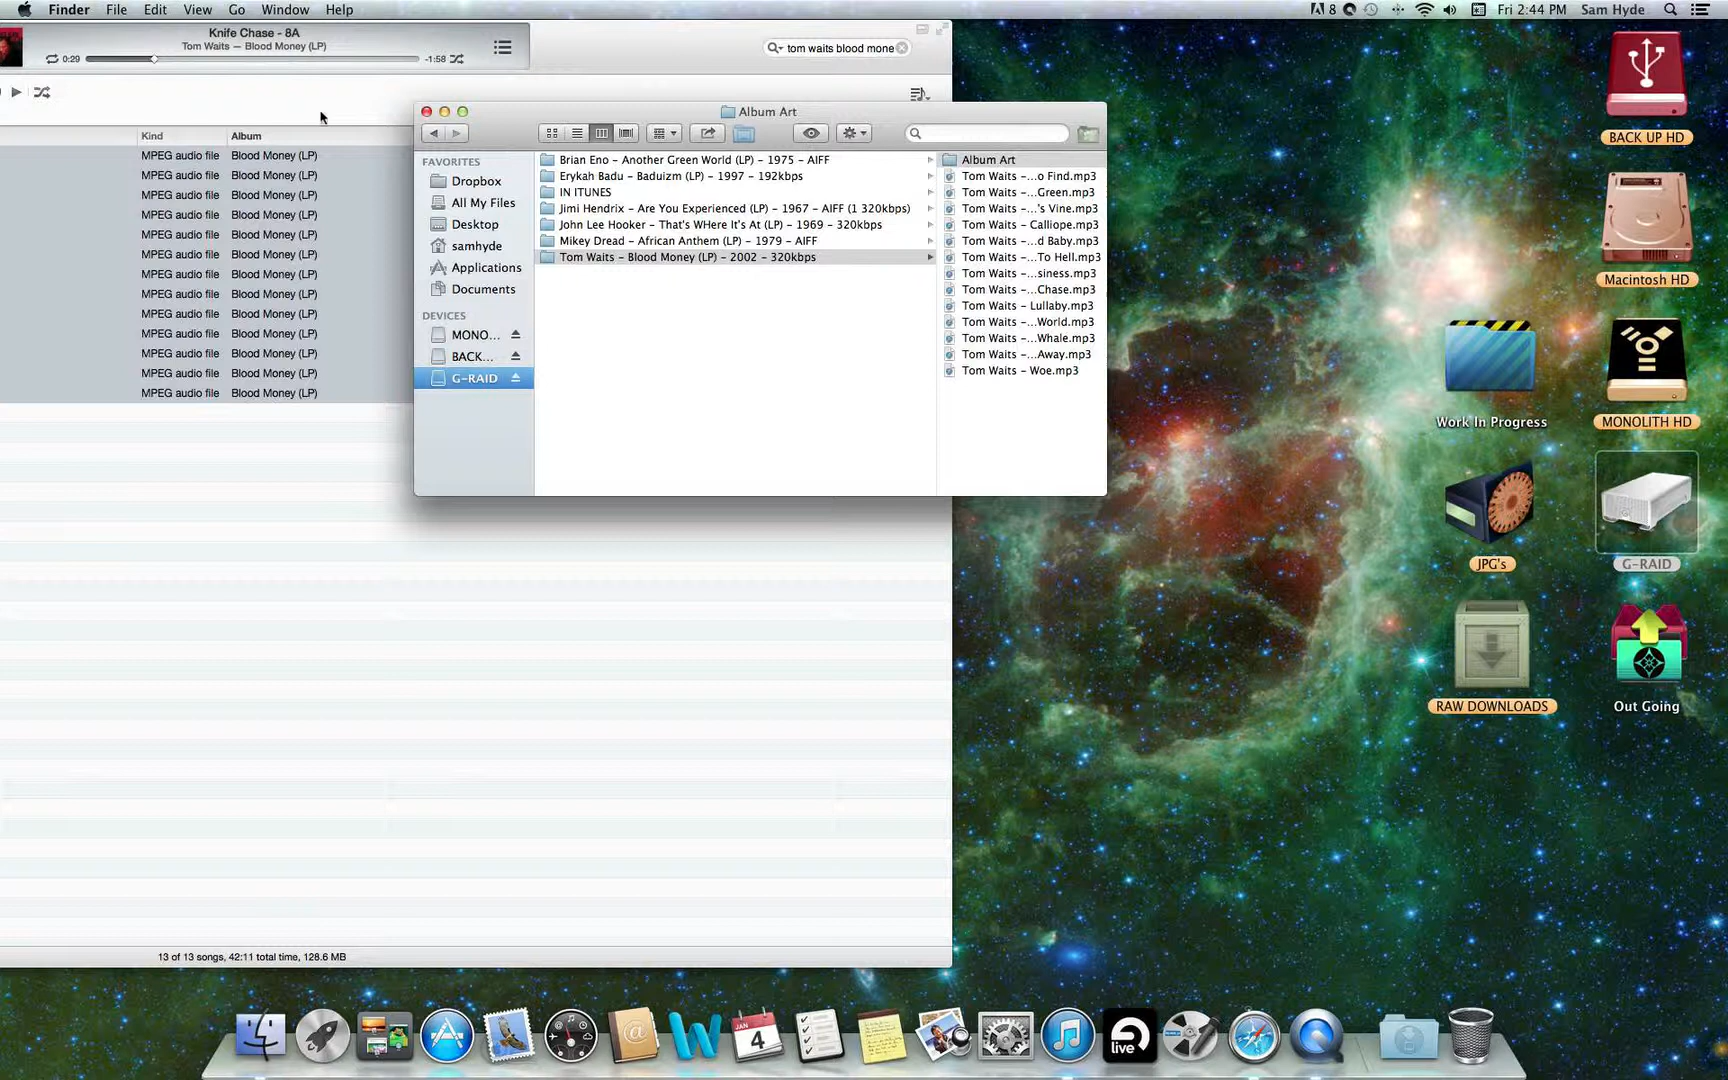 Finder File Edit View Go Window Help
8 Fri 2:44 PM Sam Hyde
Knife Chase - 8A
Tom Waits — Blood Money (LP)
0:29 -1:58
tom waits blood mone
Kind Album
MPEG audio file Blood Money (LP)
MPEG audio file Blood Money (LP)
MPEG audio file Blood Money (LP)
MPEG audio file Blood Money (LP)
MPEG audio file Blood Money (LP)
MPEG audio file Blood Money (LP)
MPEG audio file Blood Money (LP)
MPEG audio file Blood Money (LP)
MPEG audio file Blood Money (LP)
MPEG audio file Blood Money (LP)
MPEG audio file Blood Money (LP)
MPEG audio file Blood Money (LP)
MPEG audio file Blood Money (LP)
13 of 13 songs, 42:11 total time, 128.6 MB
Album Art
FAVORITES
Dropbox
All My Files
Desktop
samhyde
Applications
Documents
DEVICES
MONO...
BACK...
G-RAID
Brian Eno – Another Green World (LP) – 1975 – AIFF
Erykah Badu – Baduizm (LP) – 1997 – 192kbps
IN ITUNES
Jimi Hendrix – Are You Experienced (LP) – 1967 – AIFF (1 320kbps)
John Lee Hooker – That's WHere It's At (LP) – 1969 – 320kbps
Mikey Dread – African Anthem (LP) – 1979 – AIFF
Tom Waits – Blood Money (LP) – 2002 – 320kbps
Album Art
Tom Waits –...o Find.mp3
Tom Waits –...Green.mp3
Tom Waits –...'s Vine.mp3
Tom Waits – Calliope.mp3
Tom Waits –...d Baby.mp3
Tom Waits –...To Hell.mp3
Tom Waits –...siness.mp3
Tom Waits –...Chase.mp3
Tom Waits – Lullaby.mp3
Tom Waits –...World.mp3
Tom Waits –...Whale.mp3
Tom Waits –...Away.mp3
Tom Waits – Woe.mp3
BACK UP HD
Macintosh HD
Work In Progress
MONOLITH HD
JPG's
G-RAID
RAW DOWNLOADS
Out Going
JAN
4
live